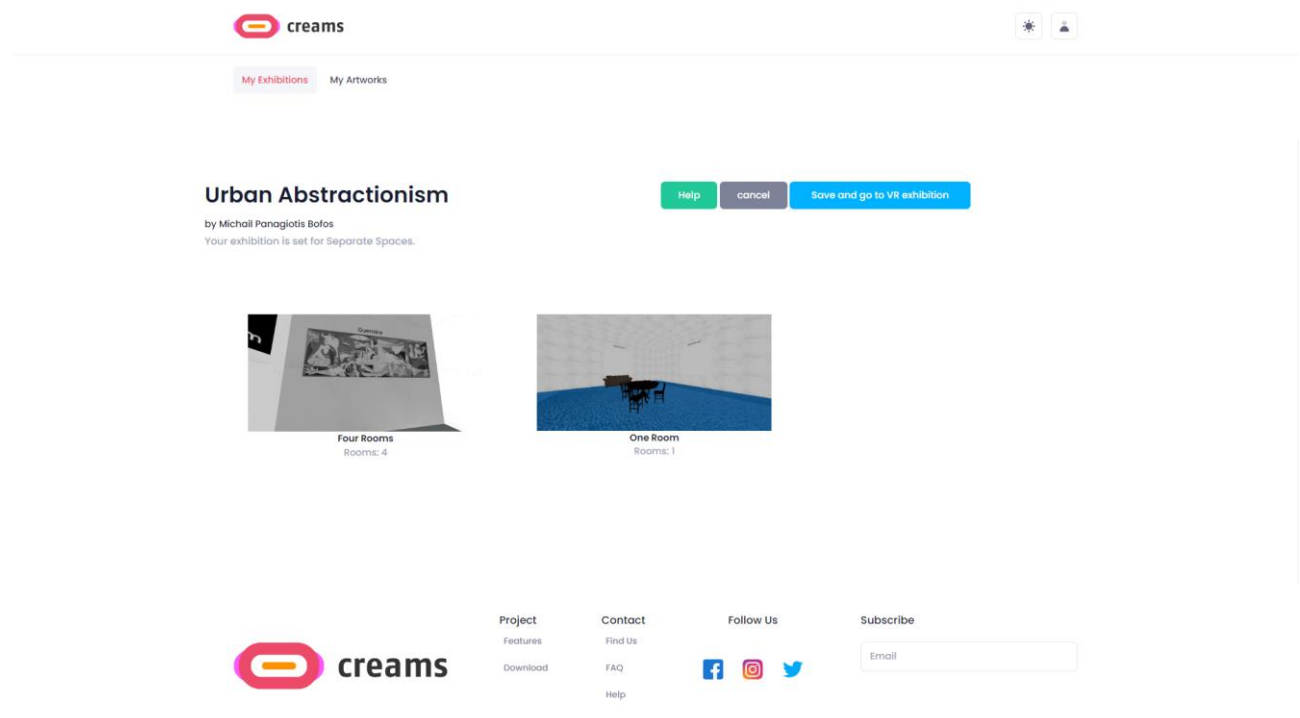 creams
My Exhibitions My Artworks
Urban Abstractionism
Help cancel Save and go to VR exhibition
by Michail Panagiotis Bofos
Your exhibition is set for Separate Spaces.
Guernica
Four Rooms
Rooms: 4
One Room
Rooms: 1
creams
Project
Features
Download
Contact
Find Us
FAQ
Help
Follow Us
Subscribe
Email